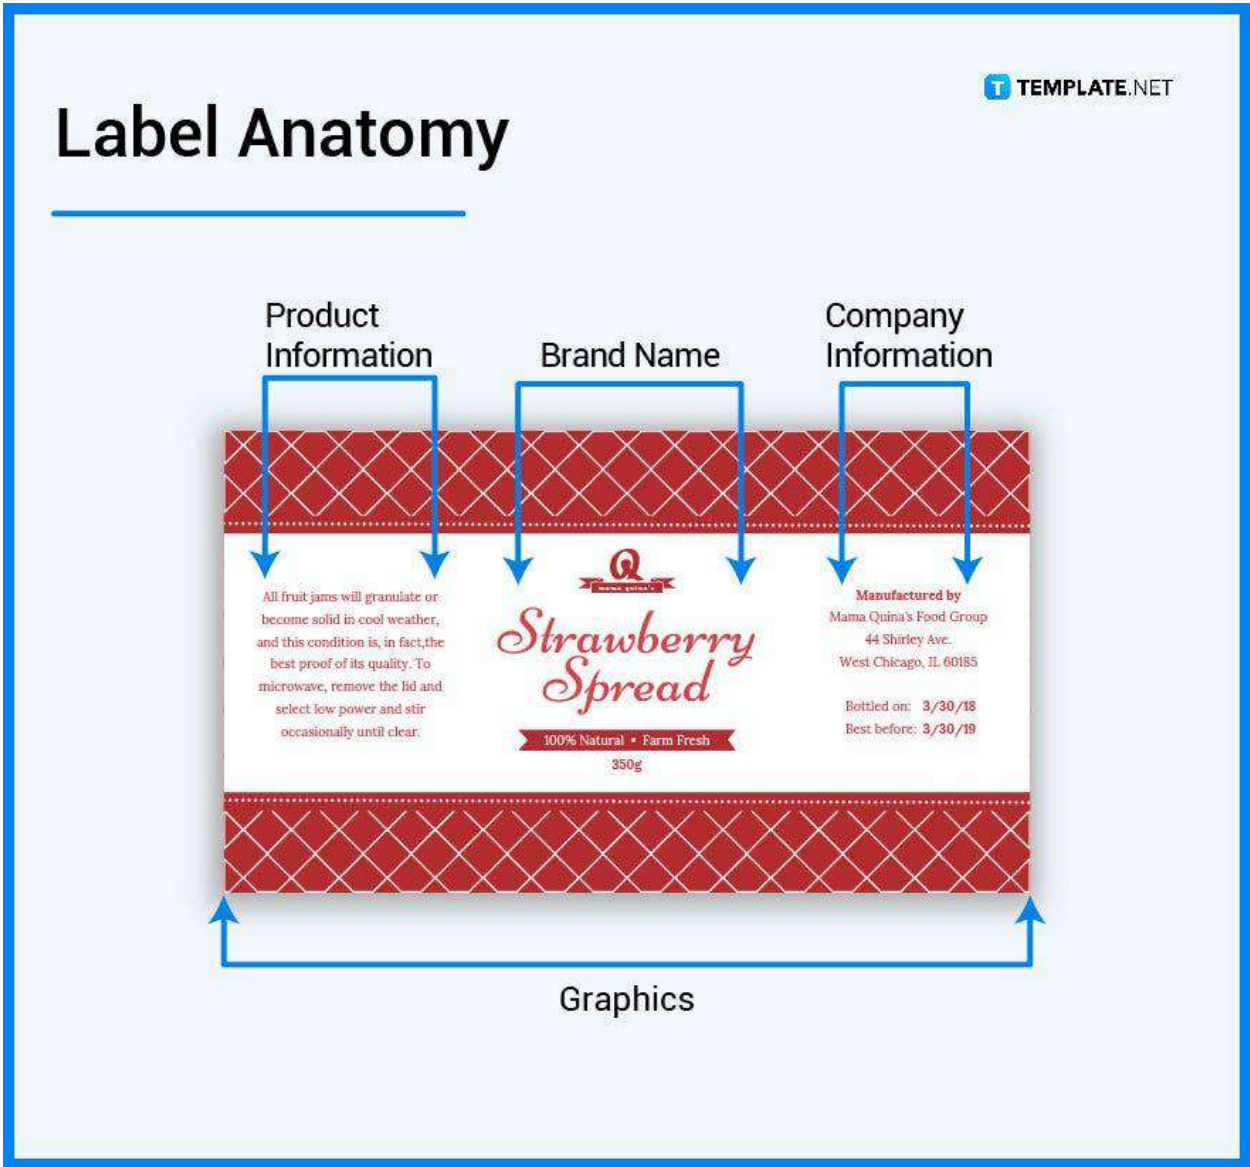 TEMPLATE.NET
Label Anatomy
Product
Information
Brand Name
Company
Information
All fruit jams will granulate or
become solid in cool weather,
and this condition is, in fact,the
best proof of its quality. To
microwave, remove the lid and
select low power and stir
occasionally until clear.
Q
mama quina's
Strawberry
Spread
100% Natural • Farm Fresh
350g
Manufactured by
Mama Quina's Food Group
44 Shirley Ave.
West Chicago, IL 60185
Bottled on: 3/30/18
Best before: 3/30/19
Graphics